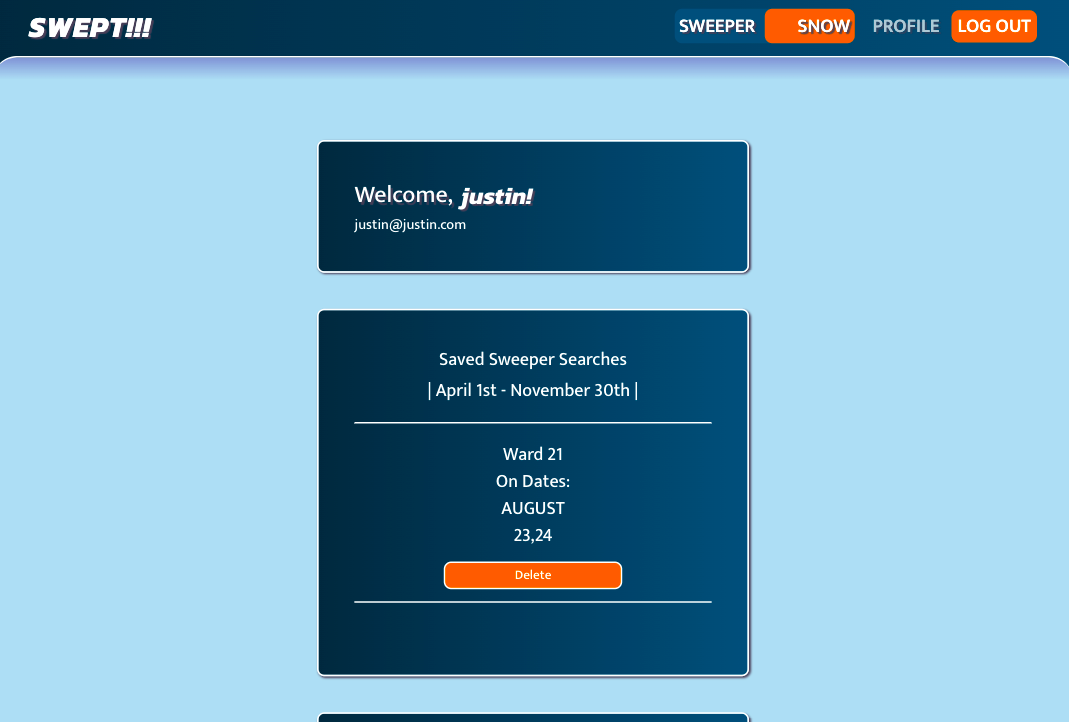 SWEPT!!!
SWEEPER SNOW PROFILE LOG OUT
Welcome, justin!
justin@justin.com
Saved Sweeper Searches
| April 1st - November 30th |
Ward 21
On Dates:
AUGUST
23,24
Delete